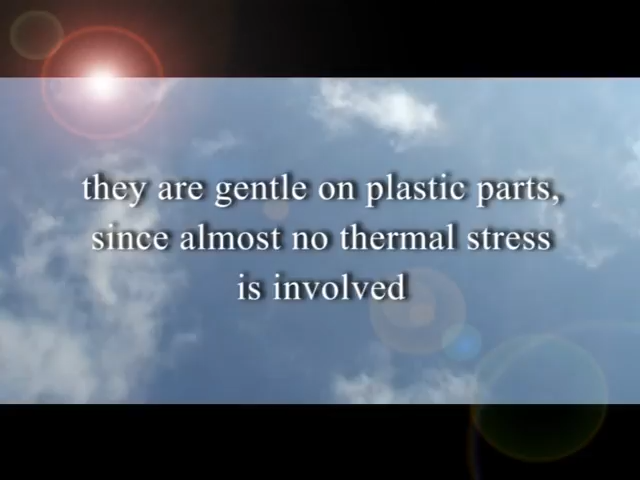 they are gentle on plastic parts,
since almost no thermal stress
is involved